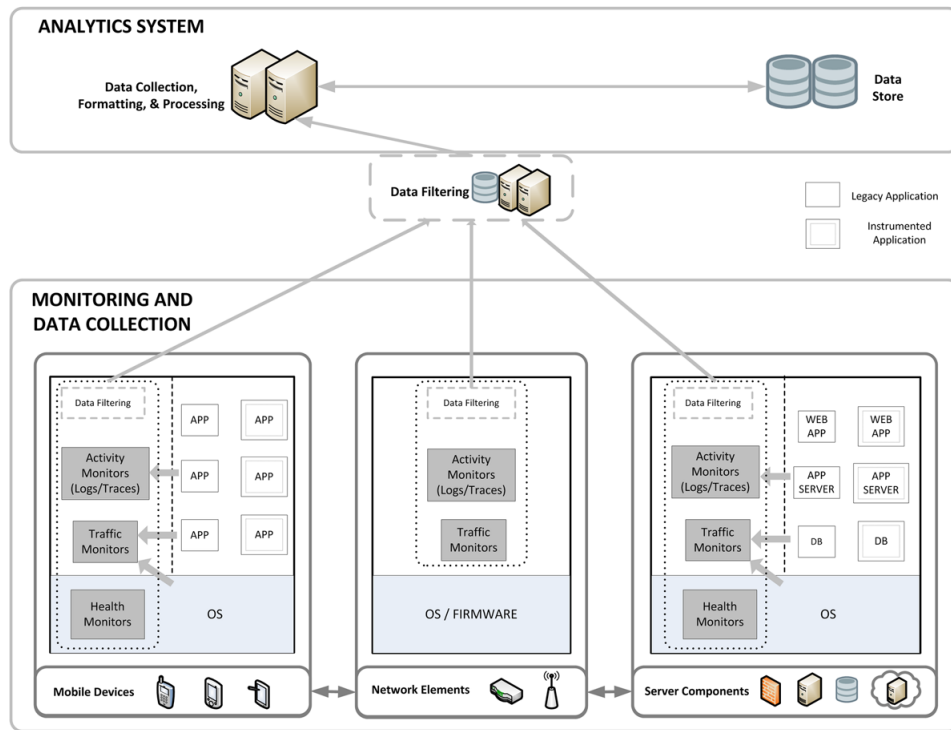 ANALYTICS SYSTEM
Data Collection,
Formatting, & Processing
Data
Store
Data Filtering
Legacy Application
Instrumented
Application
MONITORING AND
DATA COLLECTION
Data Filtering
APP
APP
Activity
Monitors
(Logs/Traces)
APP
APP
Traffic
Monitors
APP
APP
Health
Monitors
OS
Mobile Devices
Data Filtering
Activity
Monitors
(Logs/Traces)
Traffic
Monitors
OS / FIRMWARE
Network Elements
Data Filtering
WEB
APP
WEB
APP
Activity
Monitors
(Logs/Traces)
APP
SERVER
APP
SERVER
Traffic
Monitors
DB
DB
Health
Monitors
OS
Server Components